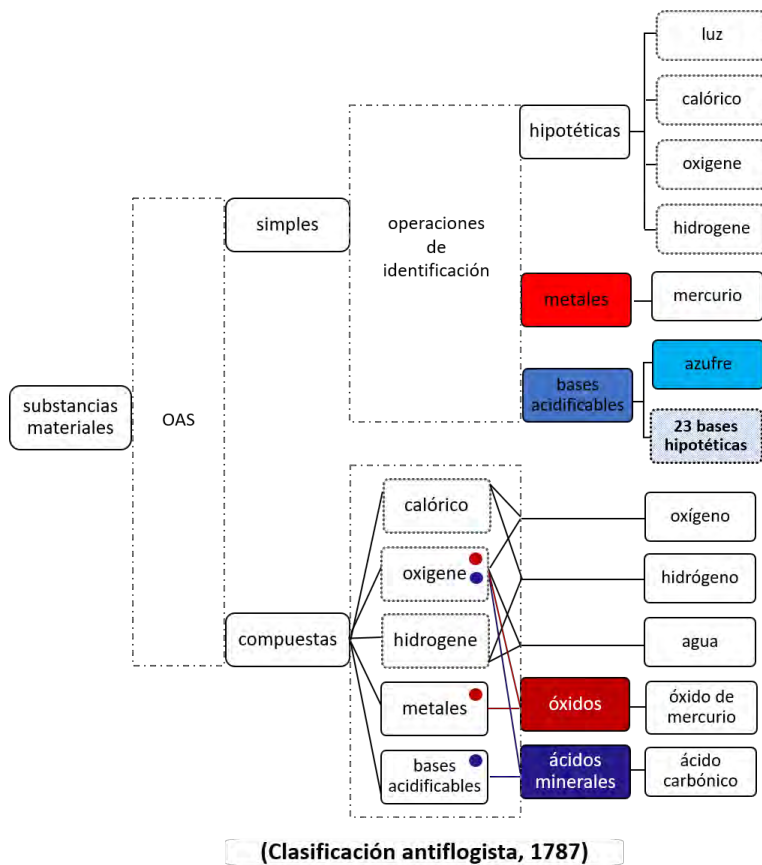 luz
calórico
oxigene
hidrogene
hipotéticas
simples
operaciones
de
identificación
metales
mercurio
bases
acidificables
azufre
23 bases
hipotéticas
substancias
materiales
OAS
compuestas
calórico
oxigene
hidrogene
metales
bases
acidificables
oxígeno
hidrógeno
agua
óxidos
óxido de
mercurio
ácidos
minerales
ácido
carbónico
(Clasificación antiflogista, 1787)